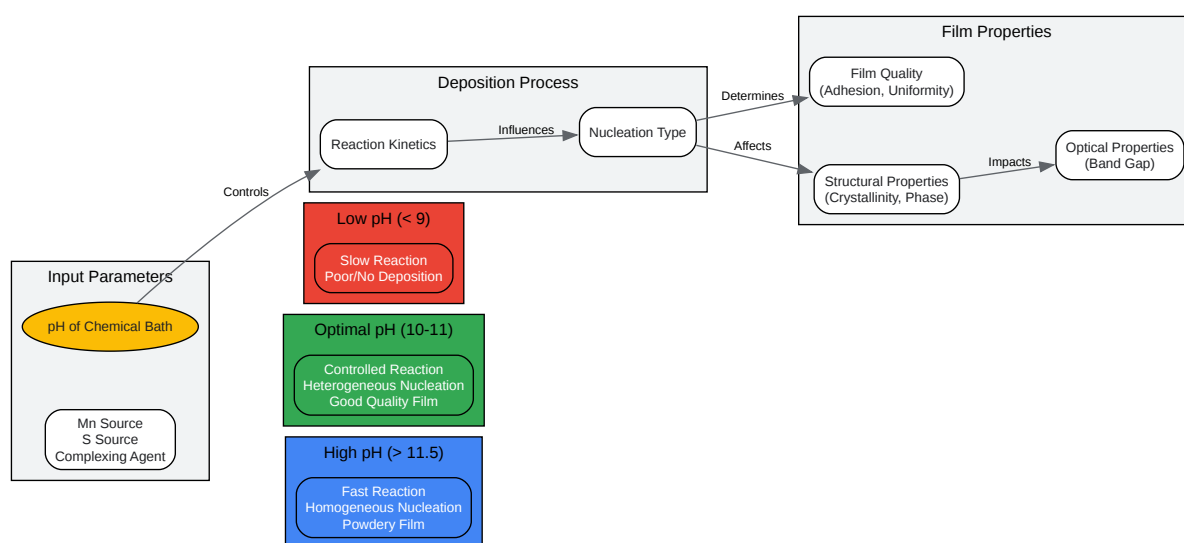 Input Parameters
pH of Chemical Bath
Mn Source
S Source
Complexing Agent
Controls
Deposition Process
Reaction Kinetics
Influences
Nucleation Type
Low pH (< 9)
Slow Reaction
Poor/No Deposition
Optimal pH (10-11)
Controlled Reaction
Heterogeneous Nucleation
Good Quality Film
High pH (> 11.5)
Fast Reaction
Homogeneous Nucleation
Powdery Film
Determines
Affects
Film Properties
Film Quality
(Adhesion, Uniformity)
Structural Properties
(Crystallinity, Phase)
Impacts
Optical Properties
(Band Gap)